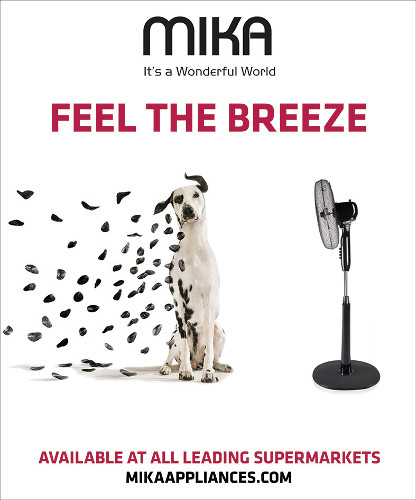 MIKA
It's a Wonderful World
FEEL THE BREEZE
AVAILABLE AT ALL LEADING SUPERMARKETS
MIKAAPPLIANCES.COM